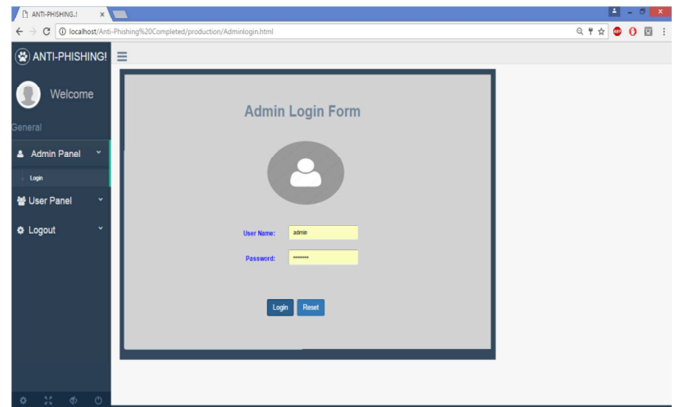 ANTI-PHISHING..!
localhost/Anti-Phishing%20Completed/production/Adminlogin.html
ANTI-PHISHING!
Welcome
General
Admin Panel
Login
User Panel
Logout
Admin Login Form
User Name: admin
Password: ••••••••
Login Reset